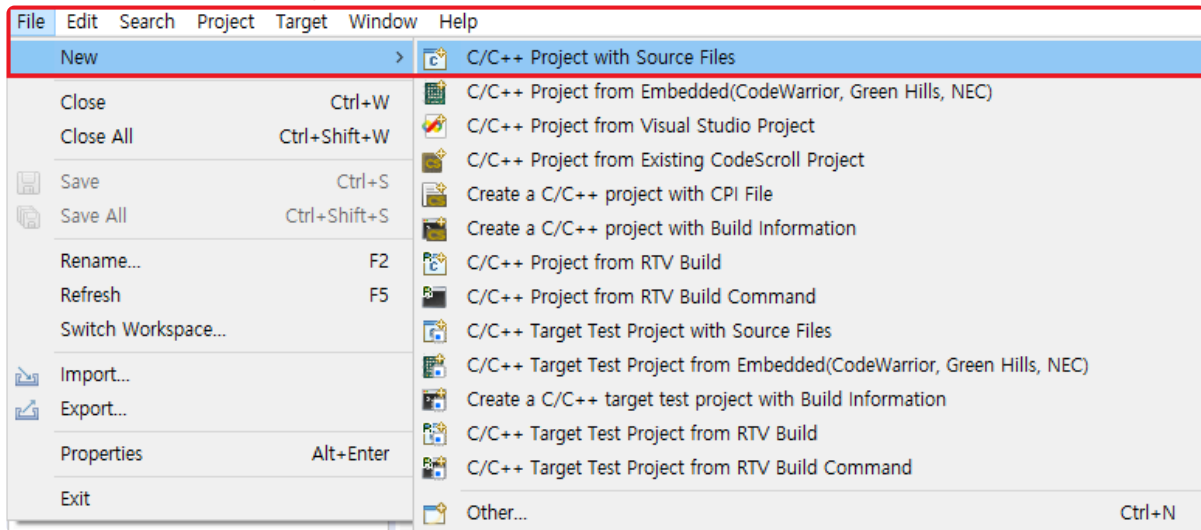 File Edit Search Project Target Window Help
New >
Close Ctrl+W
Close All Ctrl+Shift+W
Save Ctrl+S
Save All Ctrl+Shift+S
Rename... F2
Refresh F5
Switch Workspace...
Import...
Export...
Properties Alt+Enter
Exit
C/C++ Project with Source Files
C/C++ Project from Embedded(CodeWarrior, Green Hills, NEC)
C/C++ Project from Visual Studio Project
C/C++ Project from Existing CodeScroll Project
Create a C/C++ project with CPI File
Create a C/C++ project with Build Information
C/C++ Project from RTV Build
C/C++ Project from RTV Build Command
C/C++ Target Test Project with Source Files
C/C++ Target Test Project from Embedded(CodeWarrior, Green Hills, NEC)
Create a C/C++ target test project with Build Information
C/C++ Target Test Project from RTV Build
C/C++ Target Test Project from RTV Build Command
Other... Ctrl+N